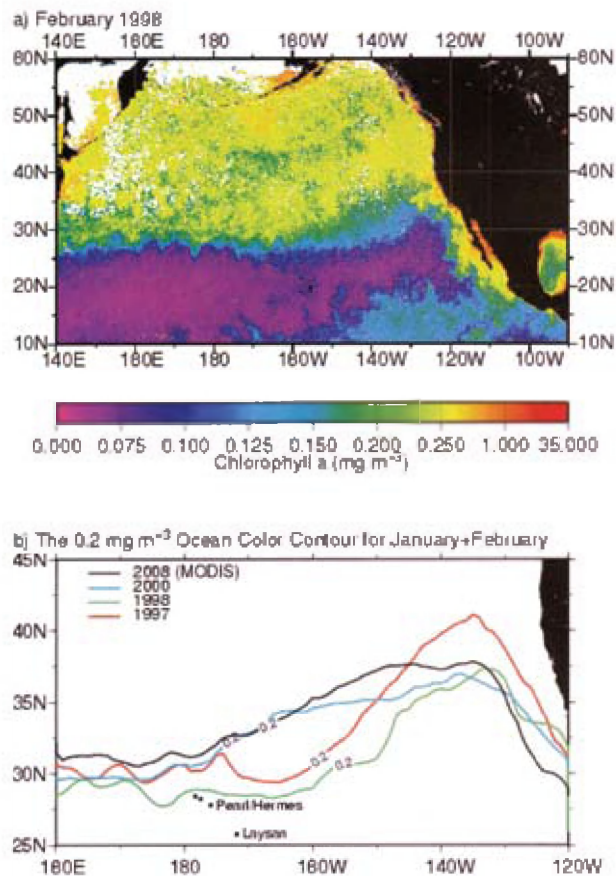 a) February 1998
140E 160E 180 160W 140W 120W 100W
60N 60N
50N 50N
40N 40N
30N 30N
20N 20N
10N 10N
140E 160E 180 160W 140W 120W 100W
0.000 0.075 0.100 0.125 0.150 0.200 0.250 1.000 35.000
Chlorophyll a (mg m⁻³)
b) The 0.2 mg m⁻³ Ocean Color Contour for January+February
45N
2008 (MODIS)
2000
1998
1997
40N
35N
0.2 0.2
0.2
0.2
30N
Pearl/Hermes
Laysan
25N
160E 180 160W 140W 120W